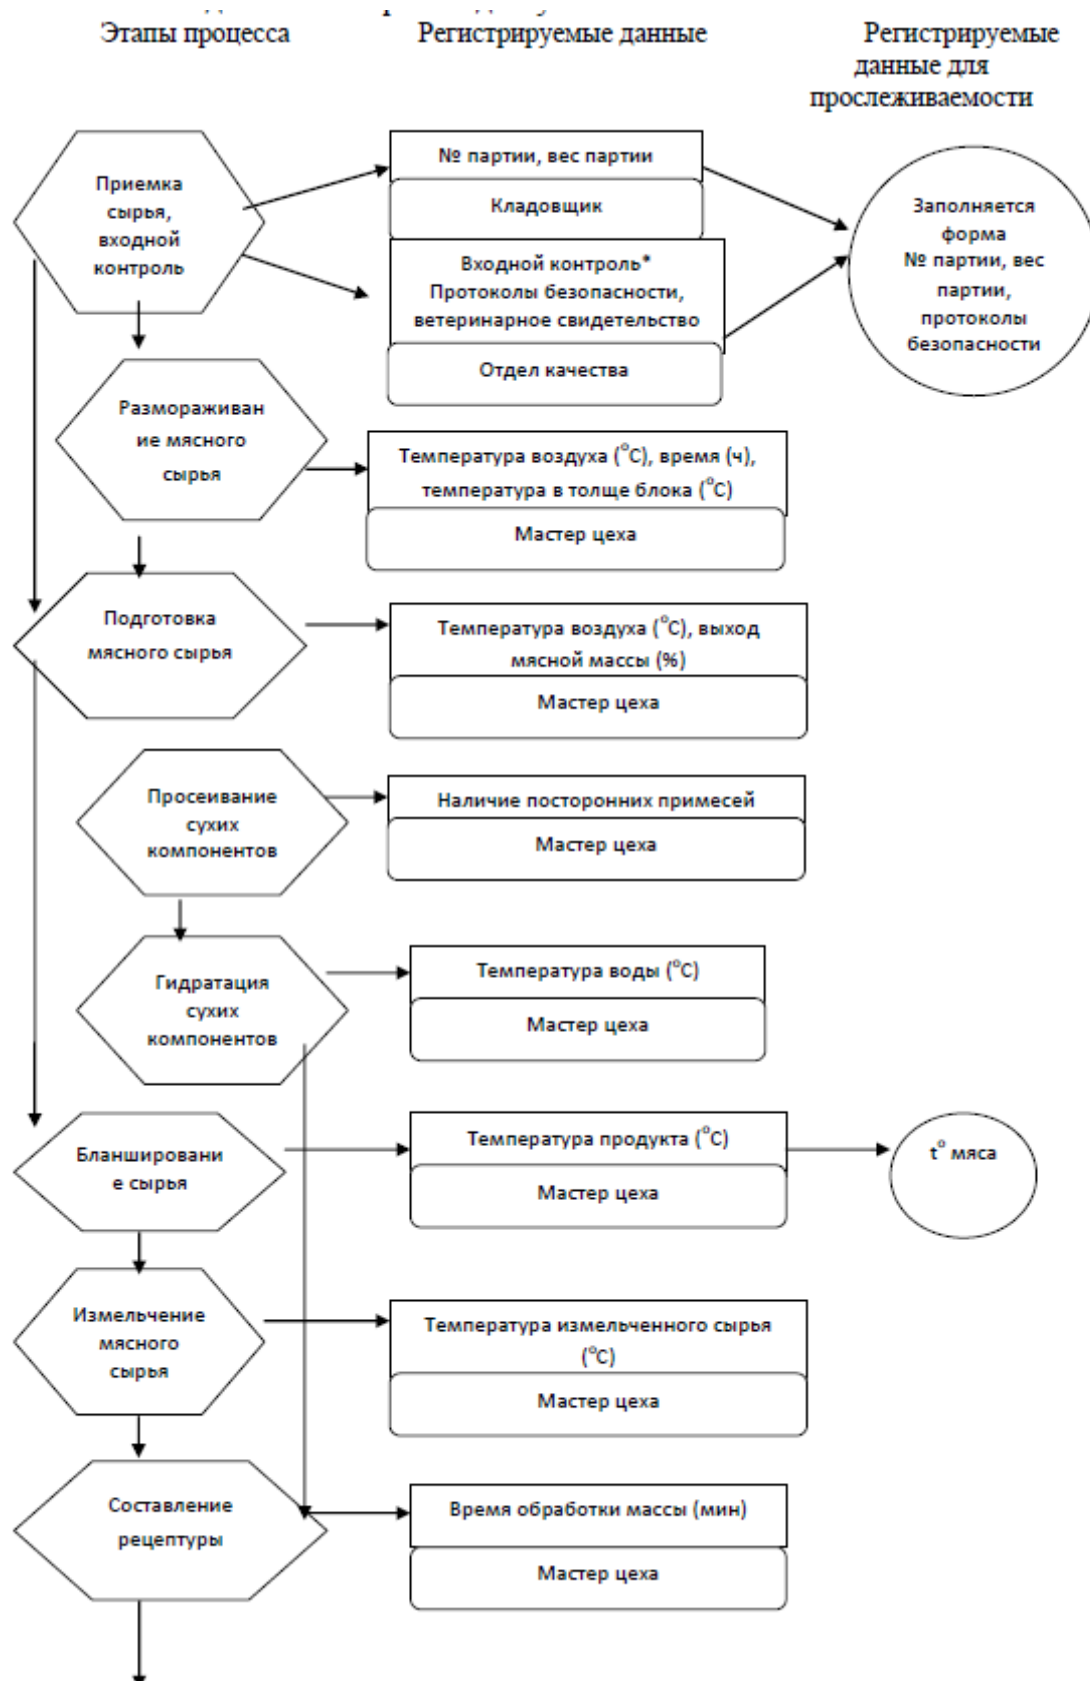 Этапы процесса
Регистрируемые данные
Регистрируемые
данные для
прослеживаемости
Приемка
сырья,
входной
контроль
№ партии, вес партии
Кладовщик
Входной контроль*
Протоколы безопасности,
ветеринарное свидетельство
Отдел качества
Заполняется
форма
№ партии, вес
партии,
протоколы
безопасности
Размораживан
ие мясного
сырья
Температура воздуха (°С), время (ч),
температура в толще блока (°С)
Мастер цеха
Подготовка
мясного сырья
Температура воздуха (°С), выход
мясной массы (%)
Мастер цеха
Просеивание
сухих
компонентов
Наличие посторонних примесей
Мастер цеха
Гидратация
сухих
компонентов
Температура воды (°С)
Мастер цеха
Бланшировани
е сырья
Температура продукта (°С)
Мастер цеха
t° мяса
Измельчение
мясного
сырья
Температура измельченного сырья
(°С)
Мастер цеха
Составление
рецептуры
Время обработки массы (мин)
Мастер цеха